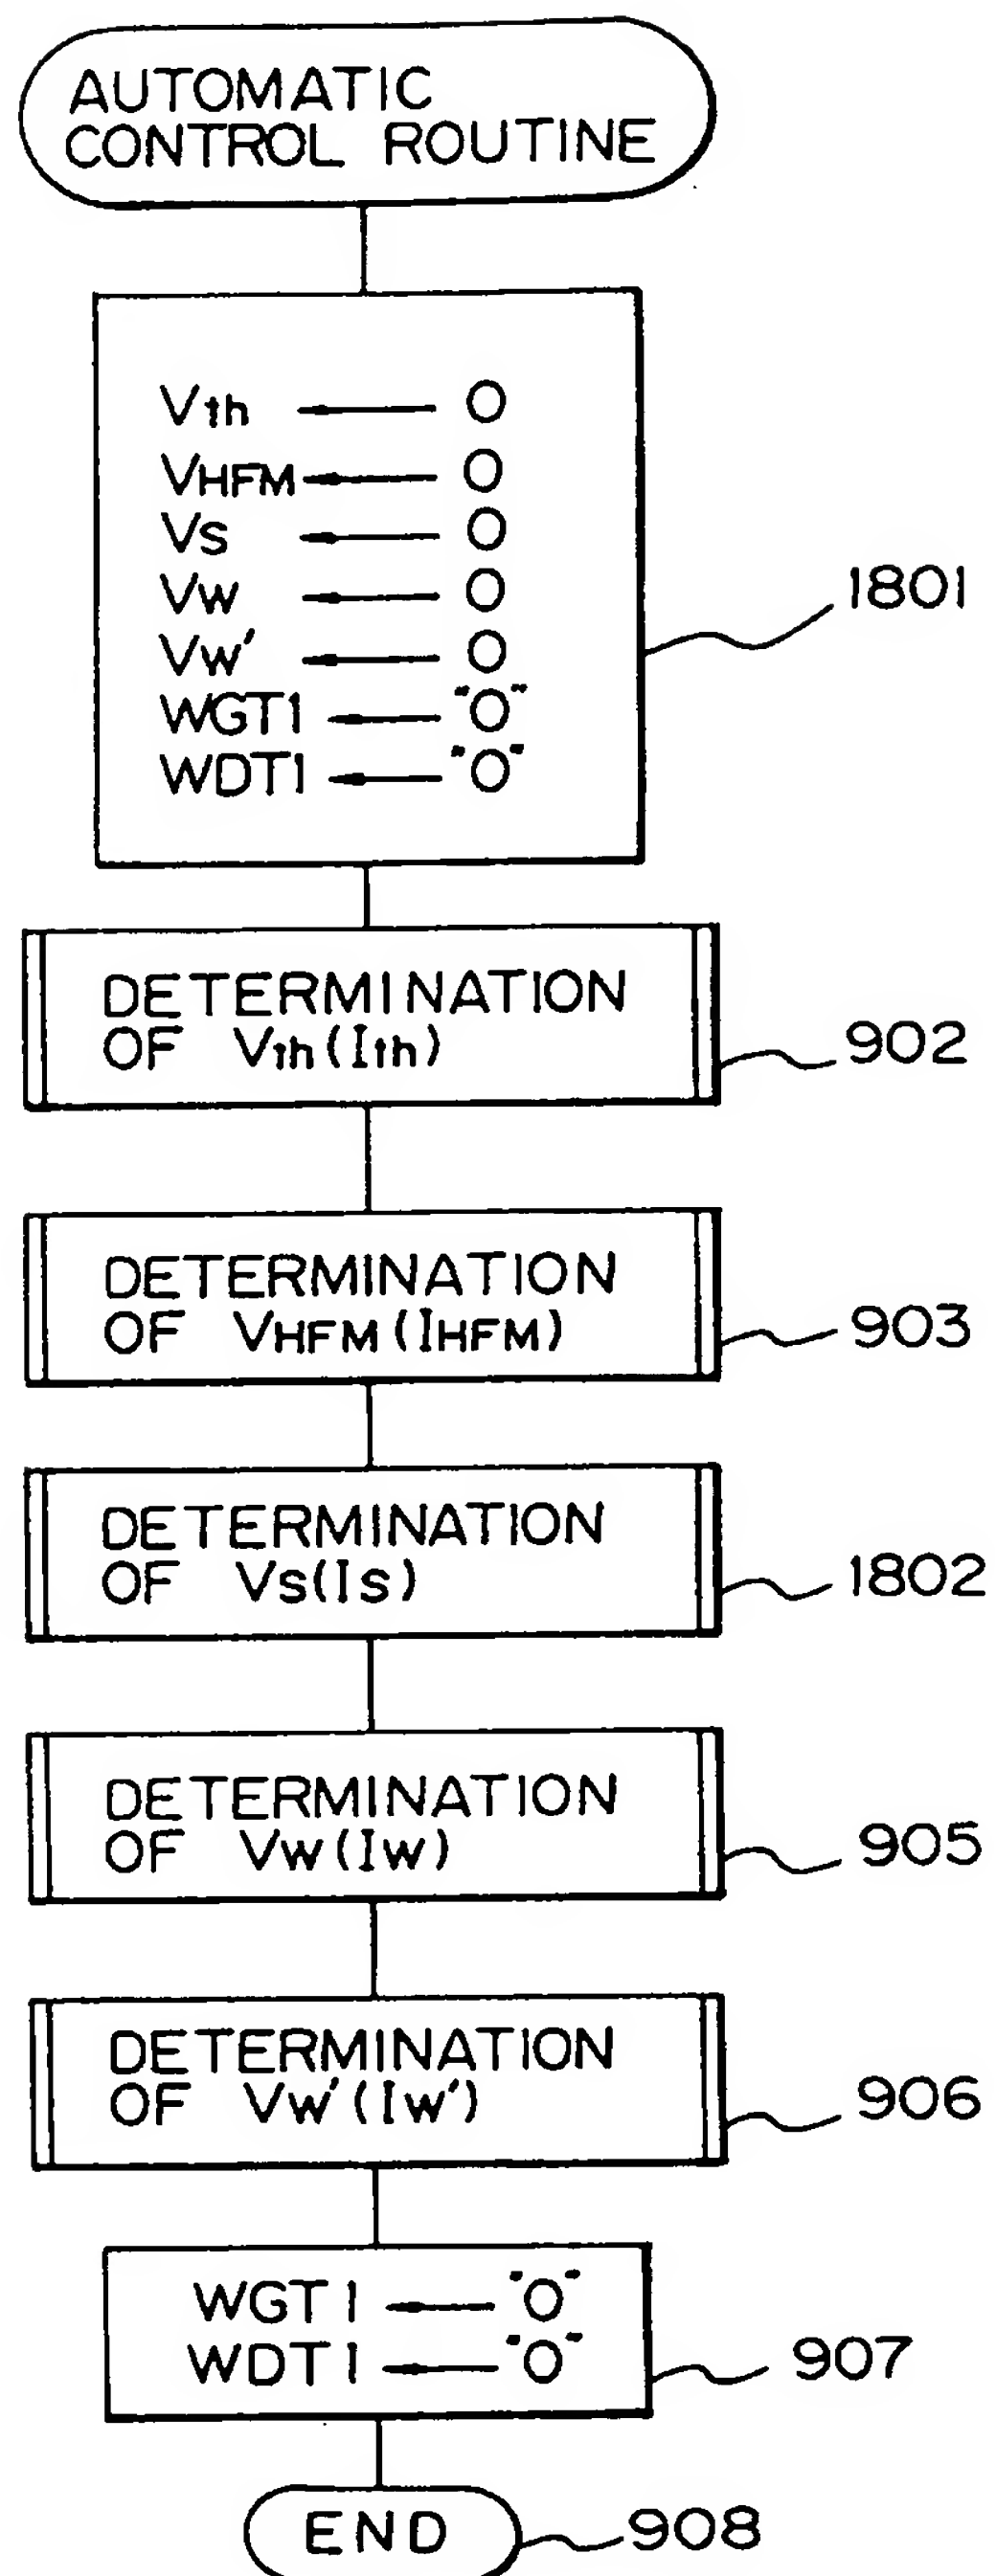 AUTOMATIC
CONTROL ROUTINE
Vth ← 0
VHFM ← 0
Vs ← 0
Vw ← 0
Vw' ← 0
WGT1 ← "0"
WDT1 ← "0"
1801
DETERMINATION
OF Vth(Ith)
902
DETERMINATION
OF VHFM(IHFM)
903
DETERMINATION
OF Vs(Is)
1802
DETERMINATION
OF Vw(Iw)
905
DETERMINATION
OF Vw'(Iw')
906
WGT1 ← "0"
WDT1 ← "0"
907
END
908